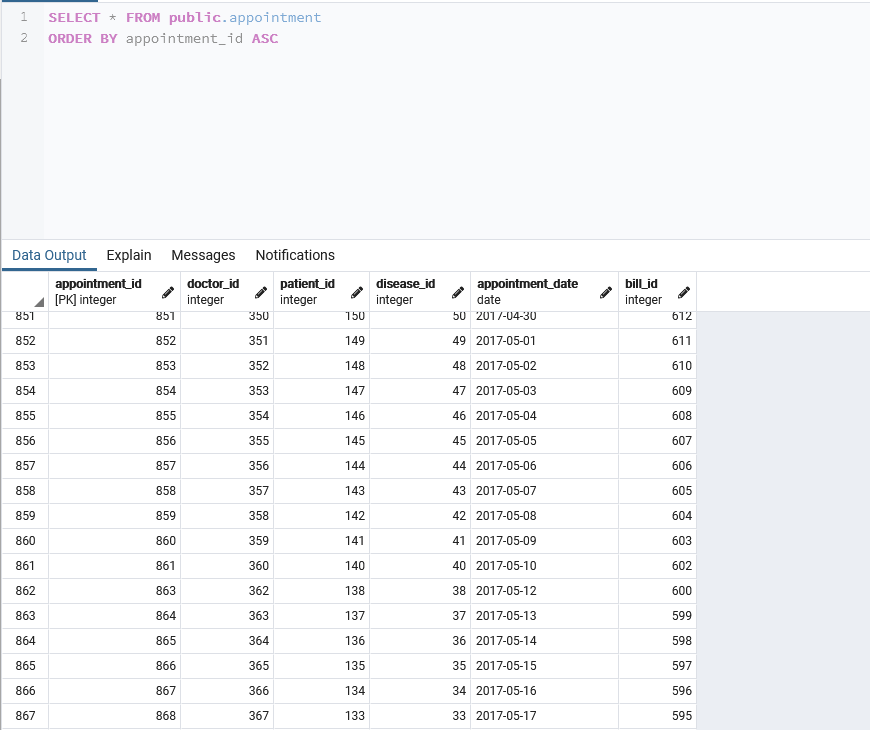 1 SELECT * FROM public.appointment
2 ORDER BY appointment_id ASC
Data Output Explain Messages Notifications
appointment_id doctor_id patient_id disease_id appointment_date bill_id
[PK] integer integer integer integer date integer
851 851 350 150 50 2017-04-30 612
852 852 351 149 49 2017-05-01 611
853 853 352 148 48 2017-05-02 610
854 854 353 147 47 2017-05-03 609
855 855 354 146 46 2017-05-04 608
856 856 355 145 45 2017-05-05 607
857 857 356 144 44 2017-05-06 606
858 858 357 143 43 2017-05-07 605
859 859 358 142 42 2017-05-08 604
860 860 359 141 41 2017-05-09 603
861 861 360 140 40 2017-05-10 602
862 863 362 138 38 2017-05-12 600
863 864 363 137 37 2017-05-13 599
864 865 364 136 36 2017-05-14 598
865 866 365 135 35 2017-05-15 597
866 867 366 134 34 2017-05-16 596
867 868 367 133 33 2017-05-17 595